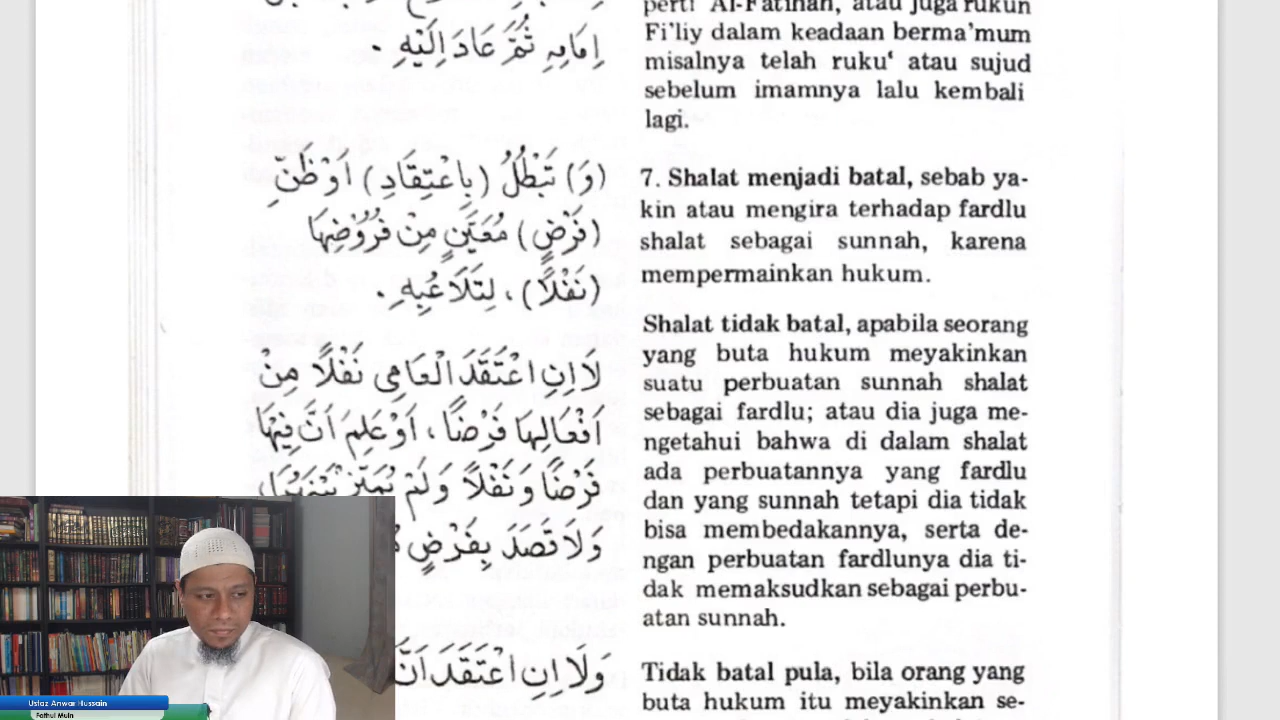 اِمَامِهِ ثُمَّ عَادَ اِلَيْهِ .
(وَ) تَبْطُلُ (بِاعْتِقَادِ) اَوْظَنِّ
(فَرْضٍ) مُعَيَّنٍ مِنْ فُرُوْضِهَا
(نَفْلًا) ، لِتَلَاعُبِهِ .
لَا اِنِ اعْتَقَدَ الْعَامِى نَفْلًا مِنْ
اَفْعَالِهَا فَرْضًا ، اَوْعَلِمَ اَنَّ فِيْهَا
فَرْضًا وَنَفْلًا وَلَمْ يُمَيِّزْ بَيْنَهُمَا
وَلَا قَصَدَ بِفَرْضٍ
وَلَا اِنِ اعْتَقَدَ اَنَّ
perti Al-Fatihah, atau juga rukun
Fi'liy dalam keadaan berma'mum
misalnya telah ruku‘ atau sujud
sebelum imamnya lalu kembali
lagi.
7. Shalat menjadi batal, sebab ya-
kin atau mengira terhadap fardlu
shalat sebagai sunnah, karena
mempermainkan hukum.
Shalat tidak batal, apabila seorang
yang buta hukum meyakinkan
suatu perbuatan sunnah shalat
sebagai fardlu; atau dia juga me-
ngetahui bahwa di dalam shalat
ada perbuatannya yang fardlu
dan yang sunnah tetapi dia tidak
bisa membedakannya, serta de-
ngan perbuatan fardlunya dia ti-
dak memaksudkan sebagai perbu-
atan sunnah.
Tidak batal pula, bila orang yang
buta hukum itu meyakinkan se-
Ustaz Anwar Hussain
Fathul Muin